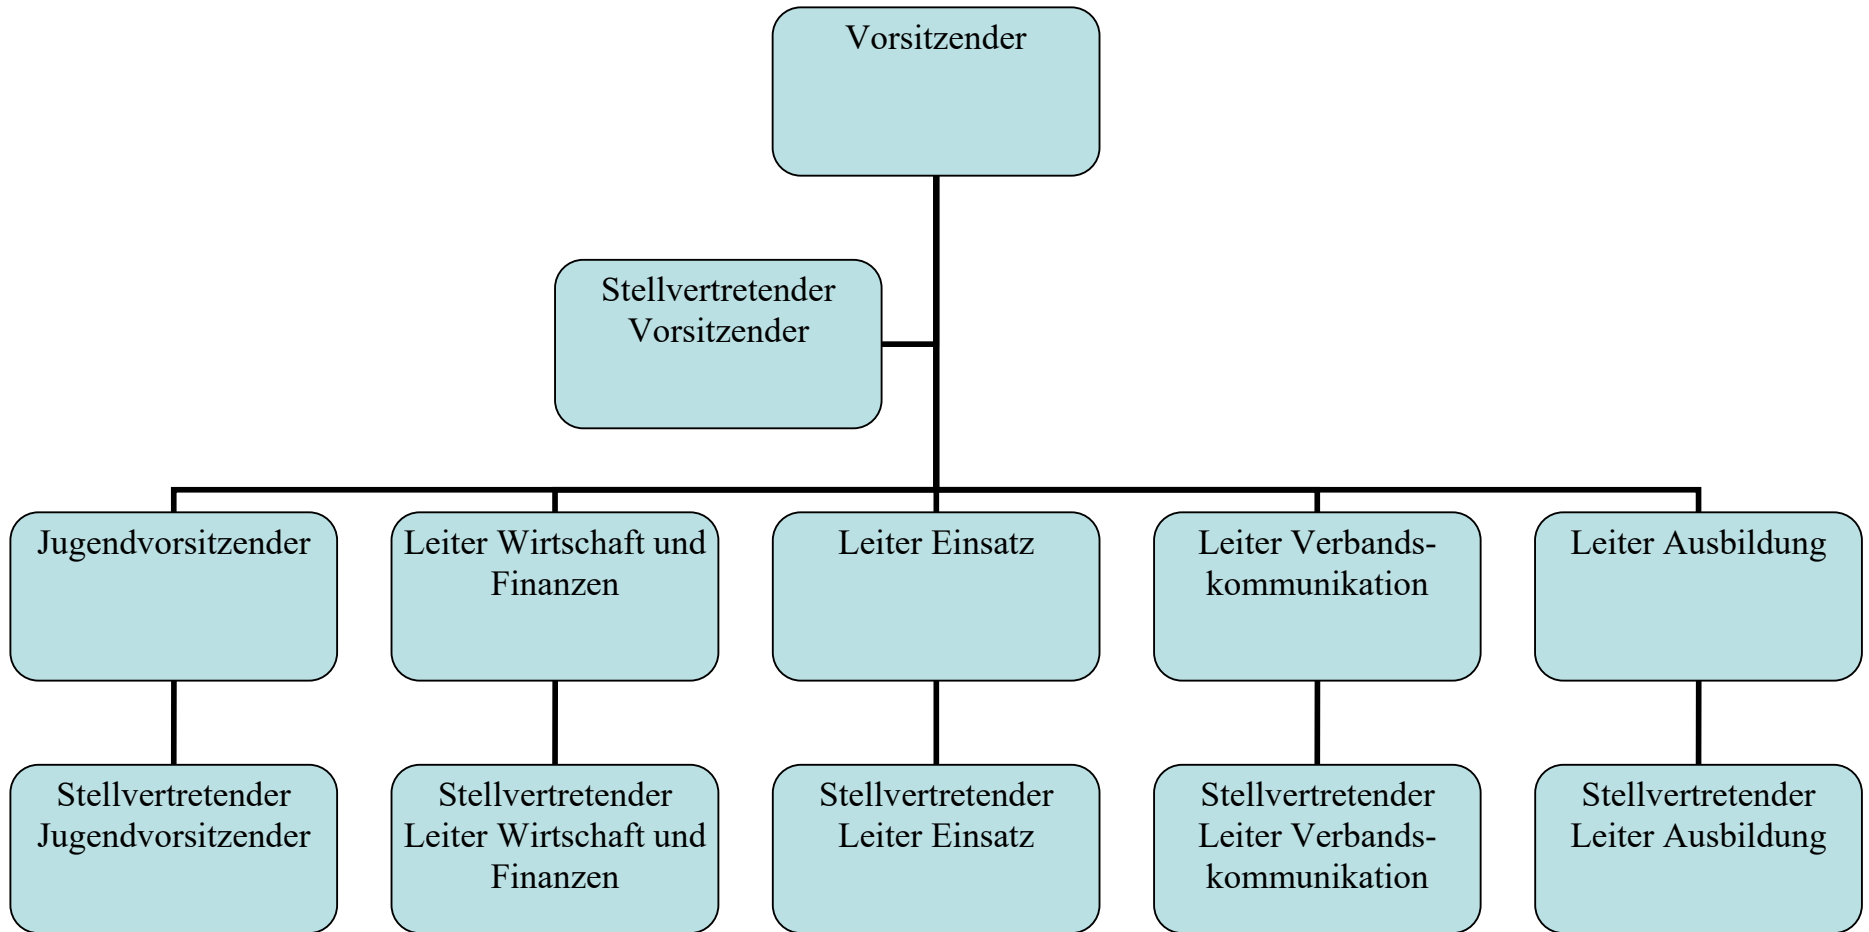 Vorsitzender
Stellvertretender
Vorsitzender
Jugendvorsitzender
Leiter Wirtschaft und
Finanzen
Leiter Einsatz
Leiter Verbands-
kommunikation
Leiter Ausbildung
Stellvertretender
Jugendvorsitzender
Stellvertretender
Leiter Wirtschaft und
Finanzen
Stellvertretender
Leiter Einsatz
Stellvertretender
Leiter Verbands-
kommunikation
Stellvertretender
Leiter Ausbildung